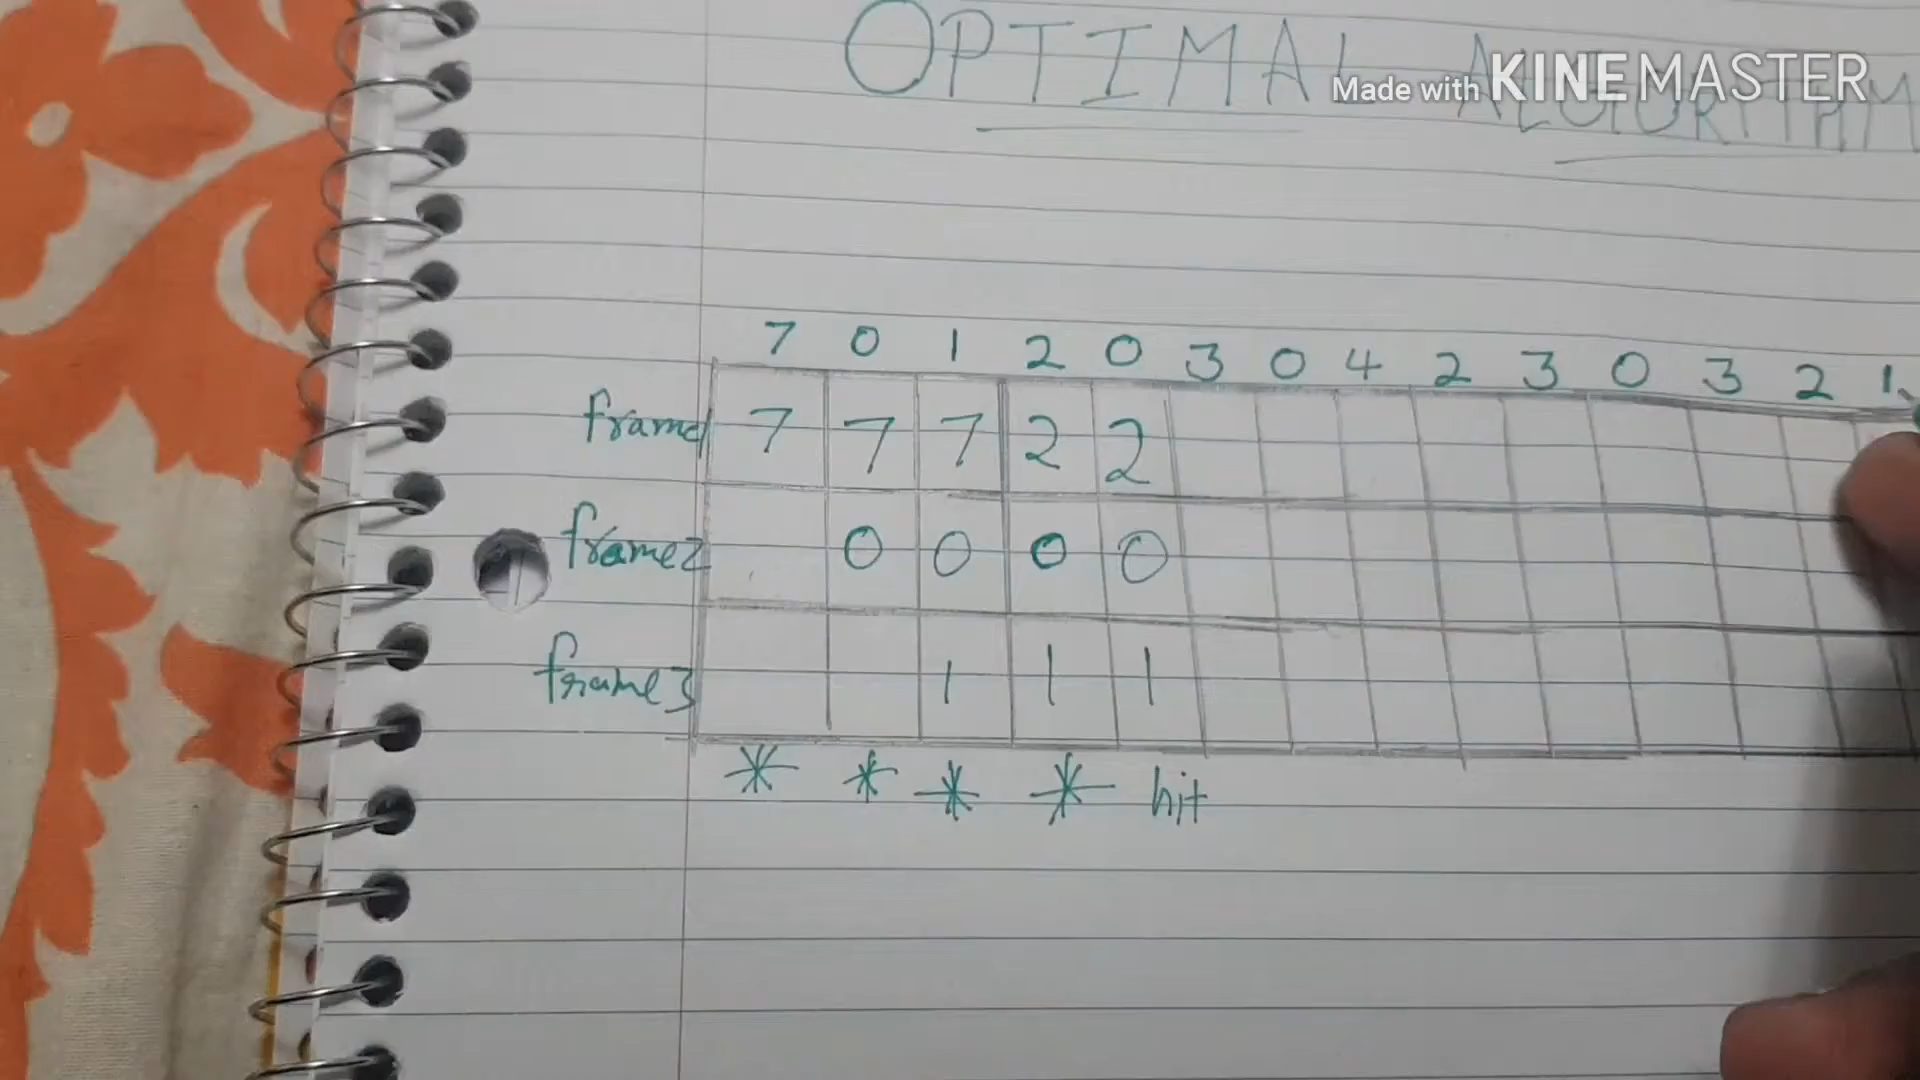 OPTIMAL ALGORITHM
Made with KINEMASTER
7 0 1 2 0 3 0 4 2 3 0 3 2 1
frame1 7 7 7 2 2
frame2 0 0 0 0
frame3 1 1 1
* * * * hit